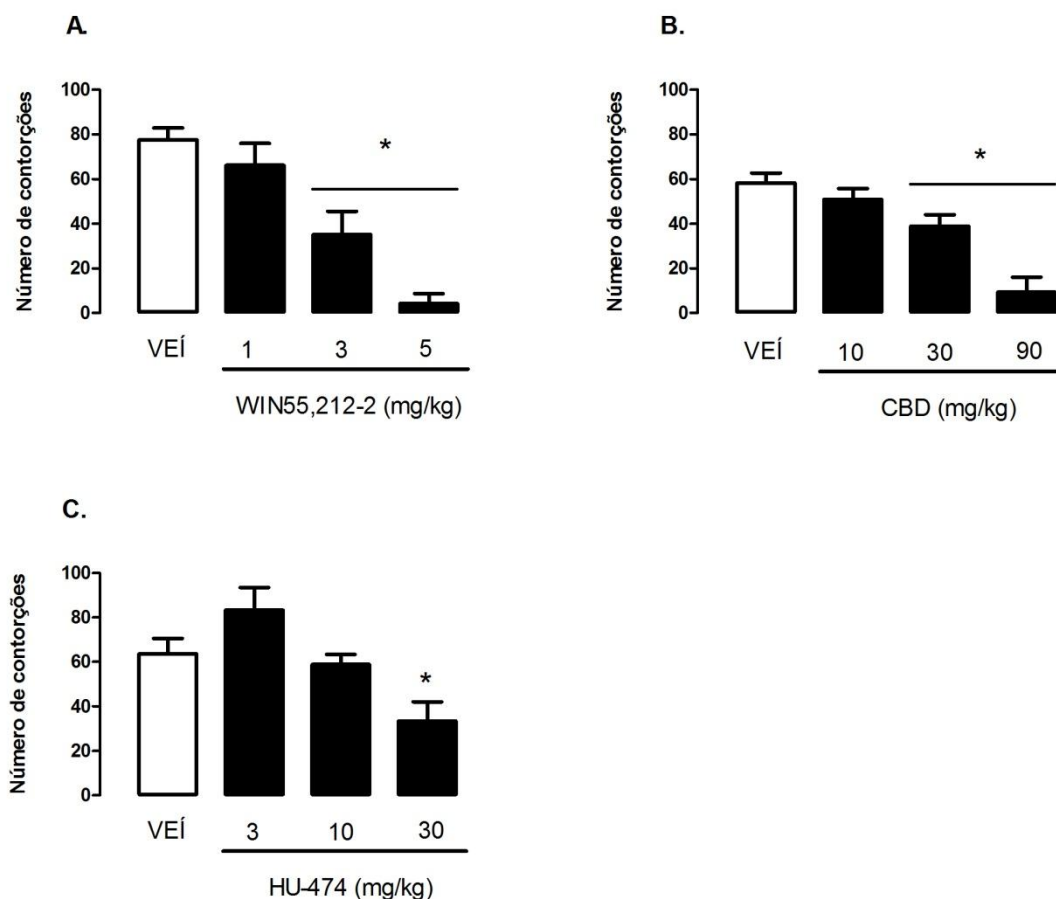 A.
Número de contorções
100
80
60
40
20
0
*
VEÍ 1 3 5
WIN55,212-2 (mg/kg)
B.
Número de contorções
100
80
60
40
20
0
*
VEÍ 10 30 90
CBD (mg/kg)
C.
Número de contorções
100
80
60
40
20
0
*
VEÍ 3 10 30
HU-474 (mg/kg)